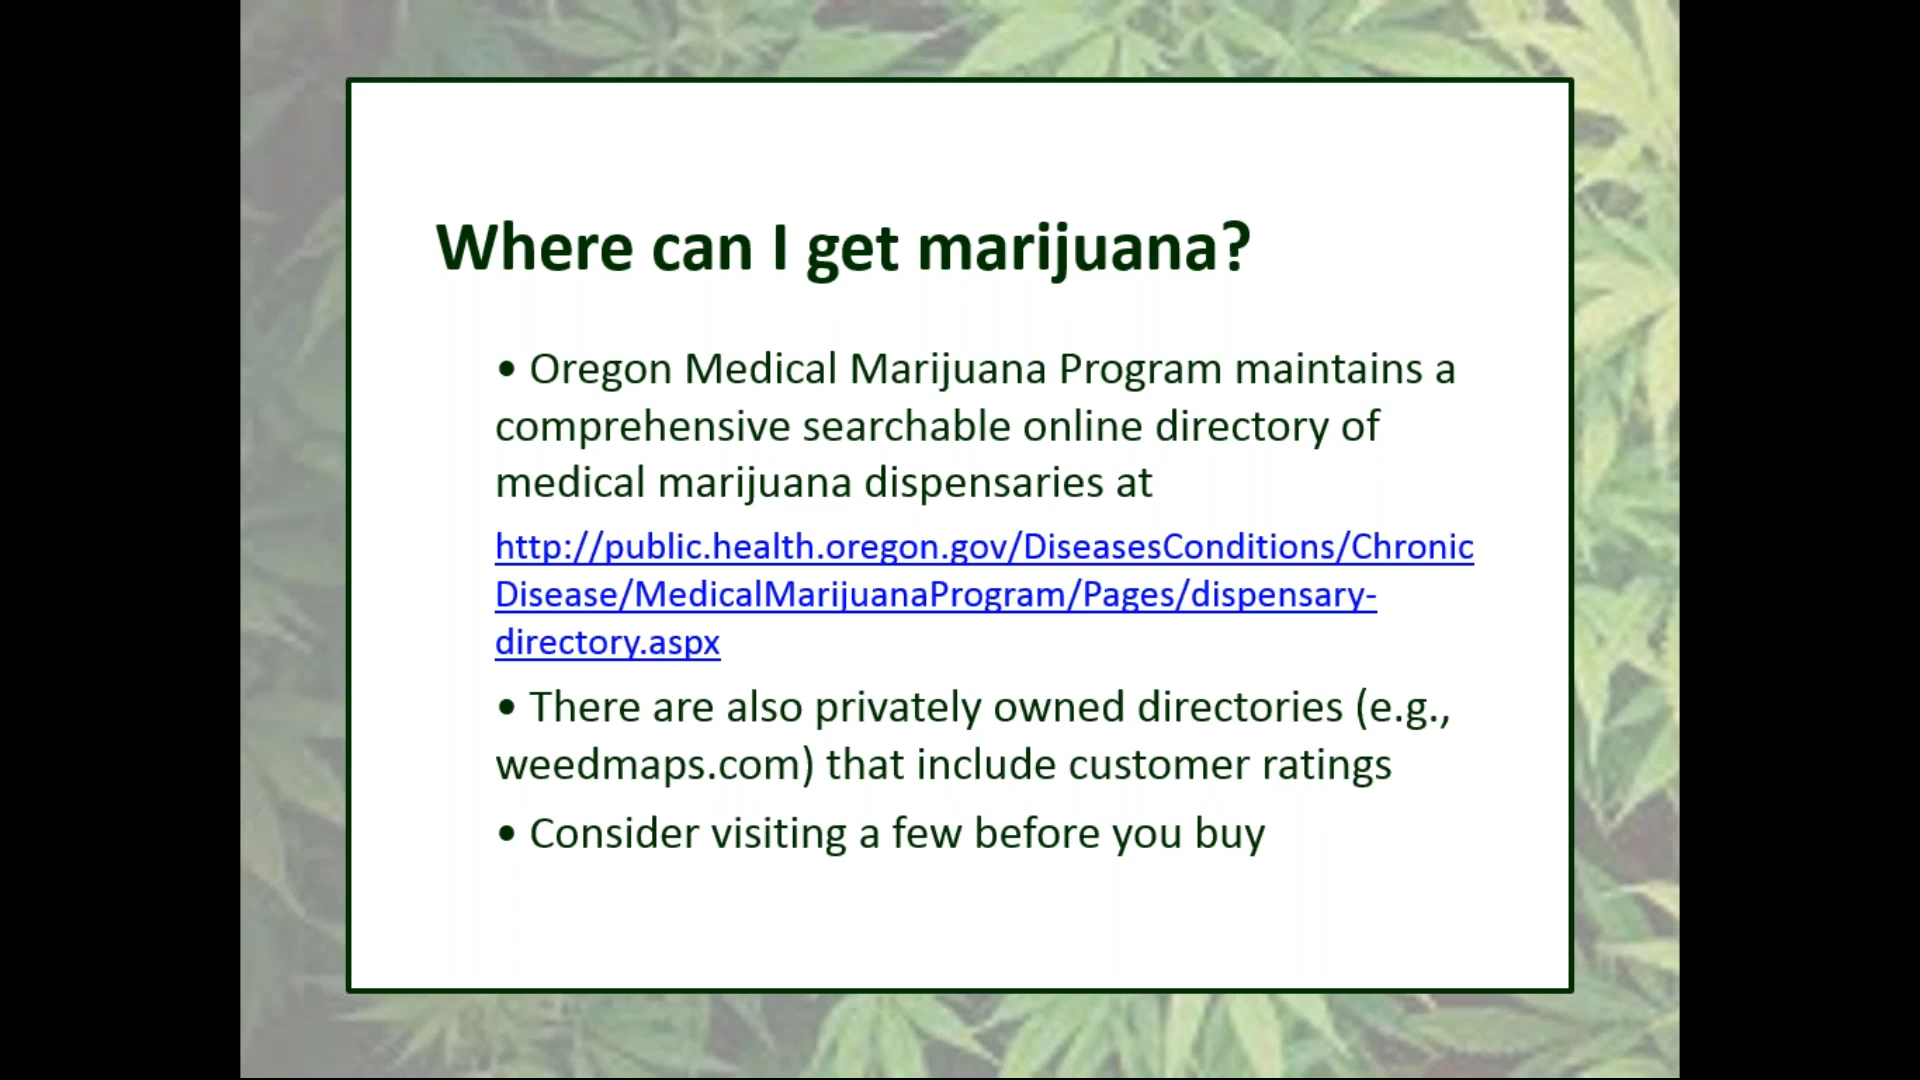 Where can I get marijuana?
• Oregon Medical Marijuana Program maintains a
comprehensive searchable online directory of
medical marijuana dispensaries at
http://public.health.oregon.gov/DiseasesConditions/Chronic
Disease/MedicalMarijuanaProgram/Pages/dispensary-
directory.aspx
• There are also privately owned directories (e.g.,
weedmaps.com) that include customer ratings
• Consider visiting a few before you buy